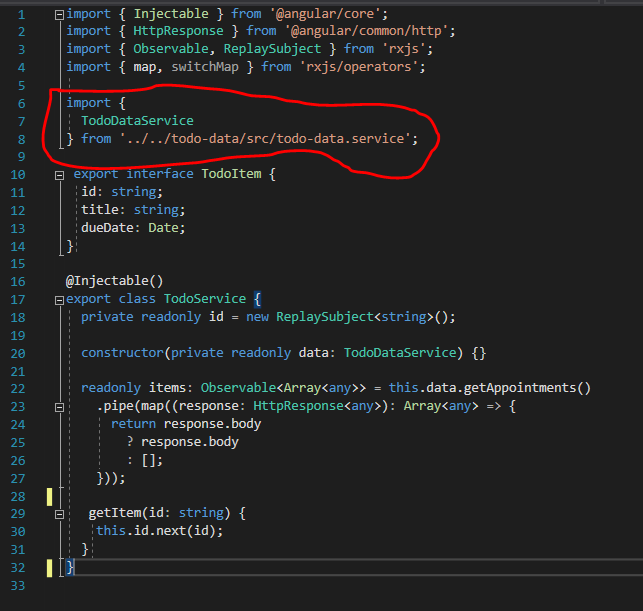 1 import { Injectable } from '@angular/core';
2 import { HttpResponse } from '@angular/common/http';
3 import { Observable, ReplaySubject } from 'rxjs';
4 import { map, switchMap } from 'rxjs/operators';
5
6 import {
7   TodoDataService
8 } from '../../todo-data/src/todo-data.service';
9
10  export interface TodoItem {
11   id: string;
12   title: string;
13   dueDate: Date;
14 }
15
16 @Injectable()
17 export class TodoService {
18   private readonly id = new ReplaySubject<string>();
19
20   constructor(private readonly data: TodoDataService) {}
21
22   readonly items: Observable<Array<any>> = this.data.getAppointments()
23     .pipe(map((response: HttpResponse<any>): Array<any> => {
24       return response.body
25         ? response.body
26         : [];
27     }));
28
29    getItem(id: string) {
30     this.id.next(id);
31   }
32 }
33